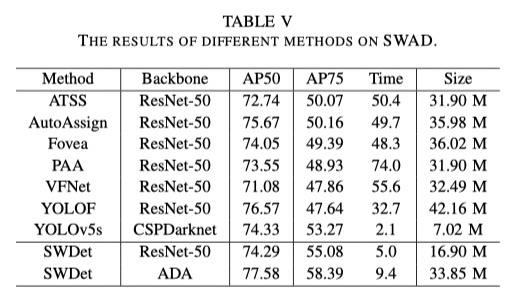 TABLE V
THE RESULTS OF DIFFERENT METHODS ON SWAD.
Method Backbone AP50 AP75 Time Size
ATSS ResNet-50 72.74 50.07 50.4 31.90 M
AutoAssign ResNet-50 75.67 50.16 49.7 35.98 M
Fovea ResNet-50 74.05 49.39 48.3 36.02 M
PAA ResNet-50 73.55 48.93 74.0 31.90 M
VFNet ResNet-50 71.08 47.86 55.6 32.49 M
YOLOF ResNet-50 76.57 47.64 32.7 42.16 M
YOLOv5s CSPDarknet 74.33 53.27 2.1 7.02 M
SWDet ResNet-50 74.29 55.08 5.0 16.90 M
SWDet ADA 77.58 58.39 9.4 33.85 M